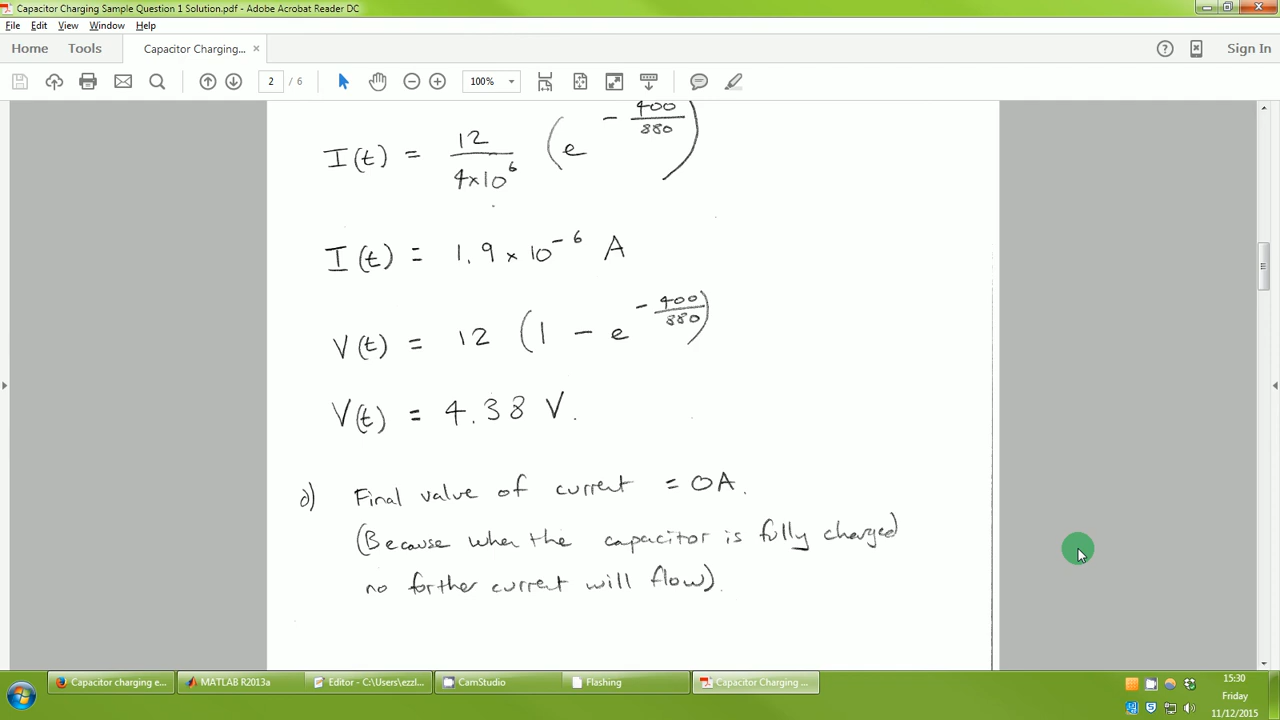 Capacitor Charging Sample Question 1 Solution.pdf - Adobe Acrobat Reader DC
File Edit View Window Help
Home Tools Capacitor Charging... × Sign In
2 / 6 100%
I(t) = 12 / 4×10^6 (e^(-400/880))
I(t) = 1.9 × 10^-6 A
V(t) = 12 (1 - e^(-400/880))
V(t) = 4.38 V.
d) Final value of current = 0A.
(Because when the capacitor is fully charged
no further current will flow).
Capacitor charging e... MATLAB R2013a Editor - C:\Users\ezzl... CamStudio Flashing Capacitor Charging ...
15:30
Friday
11/12/2015